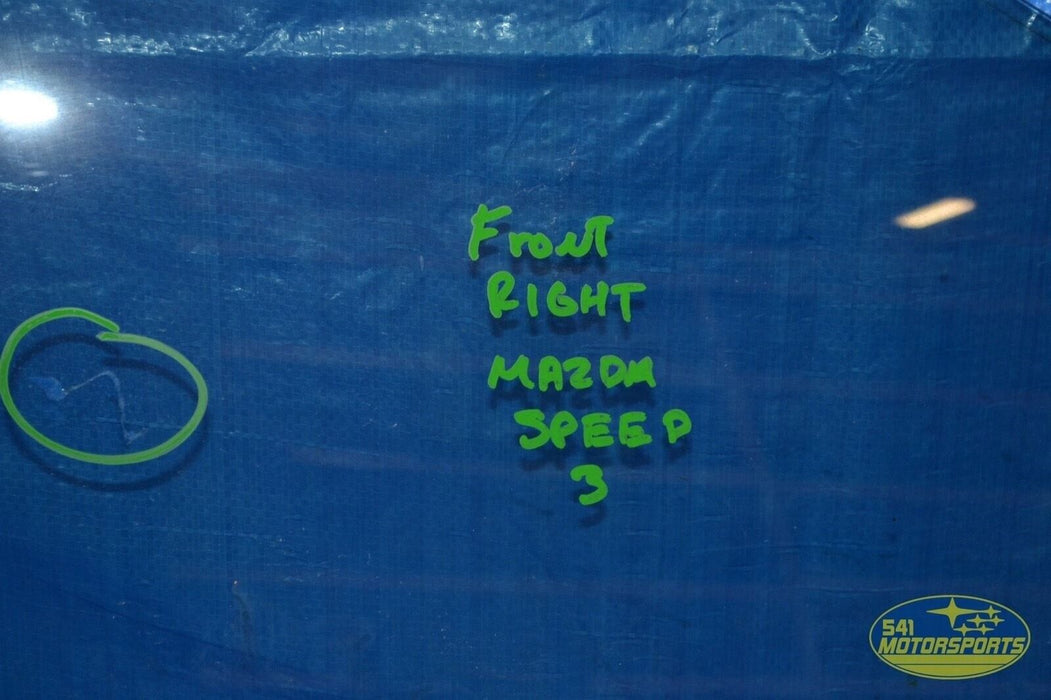 Front
RIGHT
MAZDA
SPEED
3
541
MOTORSPORTS